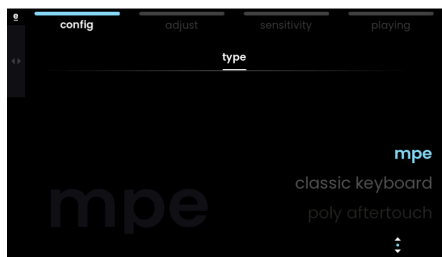 e
config adjust sensitivity playing
type
mpe
classic keyboard
mpe
poly aftertouch